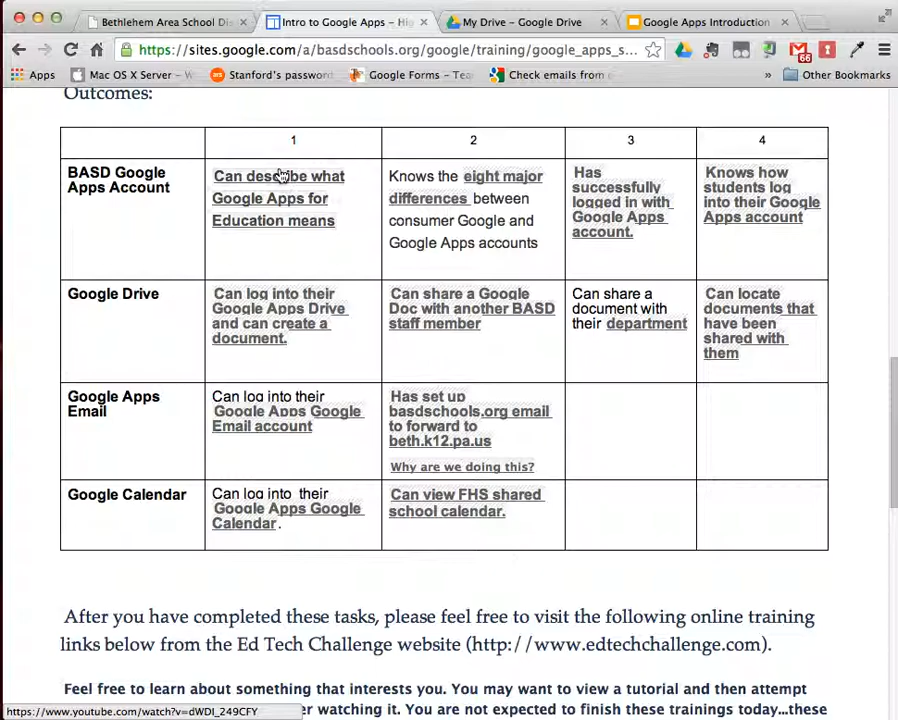 Bethlehem Area School Dis
Intro to Google Apps – Hig
My Drive – Google Drive
Google Apps Introduction
https://sites.google.com/a/basdschools.org/google/training/google_apps_s...
66
Apps
Mac OS X Server – W
Stanford's password
Google Forms – Tea
Check emails from
» Other Bookmarks
Outcomes:
1 2 3 4
BASD Google
Apps Account
Can describe what
Google Apps for
Education means
Knows the eight major
differences between
consumer Google and
Google Apps accounts
Has
successfully
logged in with
Google Apps
account.
Knows how
students log
into their Google
Apps account
Google Drive
Can log into their
Google Apps Drive
and can create a
document.
Can share a Google
Doc with another BASD
staff member
Can share a
document with
their department
Can locate
documents that
have been
shared with
them
Google Apps
Email
Can log into their
Google Apps Google
Email account
Has set up
basdschools.org email
to forward to
beth.k12.pa.us
Why are we doing this?
Google Calendar
Can log into their
Google Apps Google
Calendar.
Can view FHS shared
school calendar.
After you have completed these tasks, please feel free to visit the following online training
links below from the Ed Tech Challenge website (http://www.edtechchallenge.com).
Feel free to learn about something that interests you. You may want to view a tutorial and then attempt
er watching it. You are not expected to finish these trainings today...these
https://www.youtube.com/watch?v=dWDI_249CFY